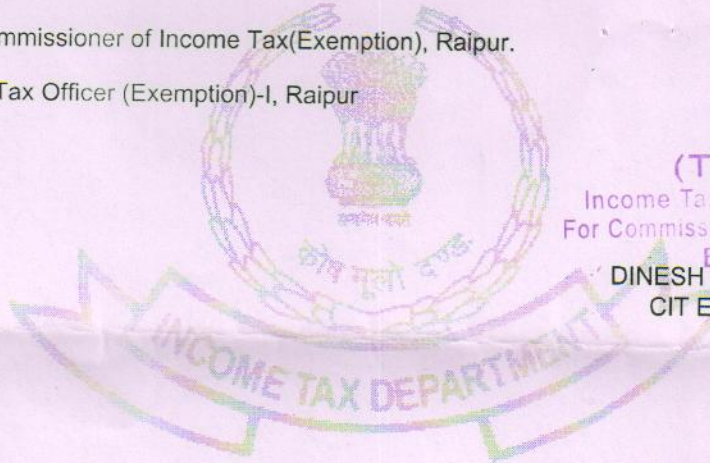 mmissioner of Income Tax(Exemption), Raipur.
Tax Officer (Exemption)-I, Raipur
(T
Income Ta
For Commiss
E
DINESH
CIT E
सत्यमेव जयते
कोष मूलो दण्डः
INCOME TAX DEPARTMENT